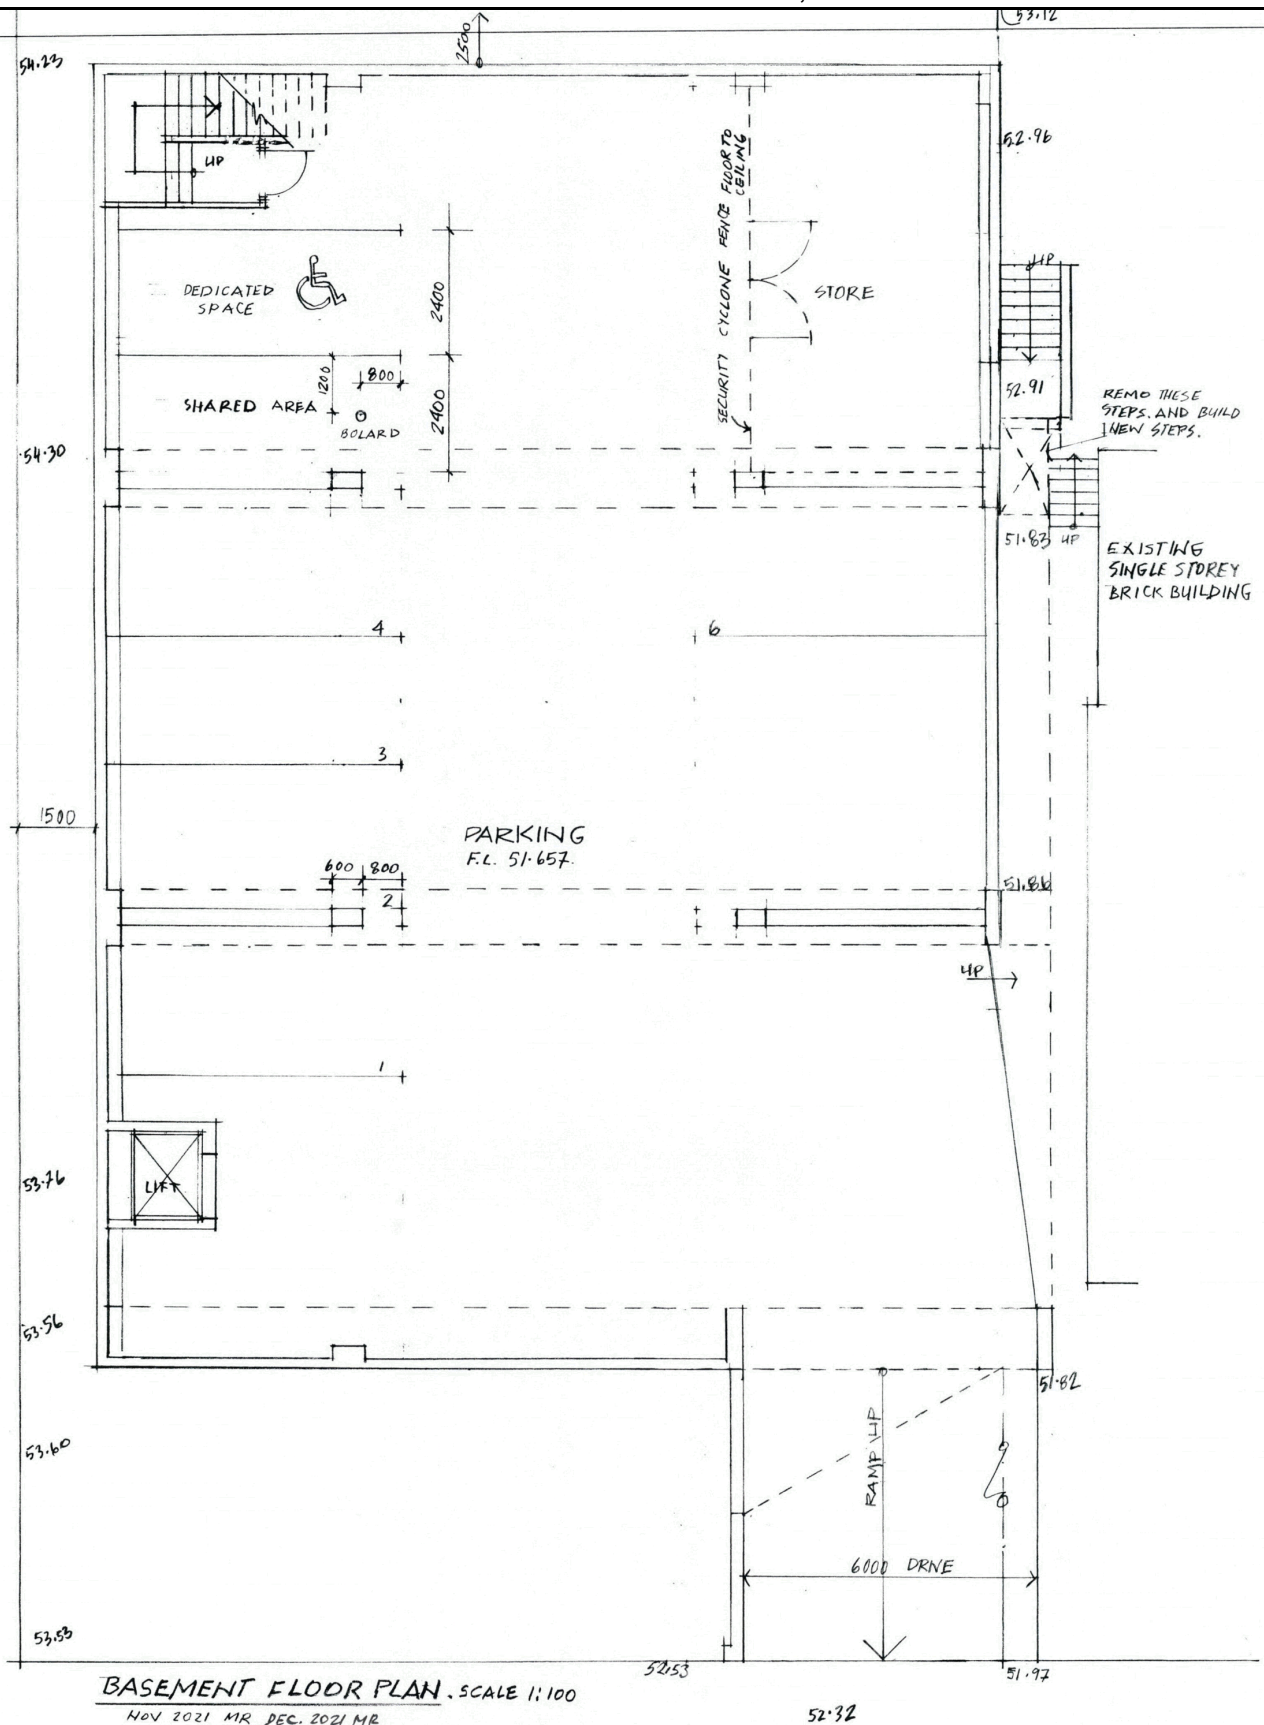 53.12
2500
54.23
52.96
UP
SECURITY CYCLONE FENCE FLOOR TO
CEILING
UP
DEDICATED
SPACE
2400
STORE
1200
800
52.91
SHARED AREA
2400
BOLARD
REMO THESE
STEPS. AND BUILD
NEW STEPS.
54.30
51.83
UP
EXISTING
SINGLE STOREY
BRICK BUILDING
4
6
3
1500
PARKING
F.L. 51.657.
600
800
51.86
2
UP
1
53.76
LIFT
53.56
51.82
RAMP UP
53.60
6000 DRIVE
53.53
52.53
51.97
BASEMENT FLOOR PLAN. SCALE 1:100
NOV 2021 MR DEC. 2021 MR
52.32